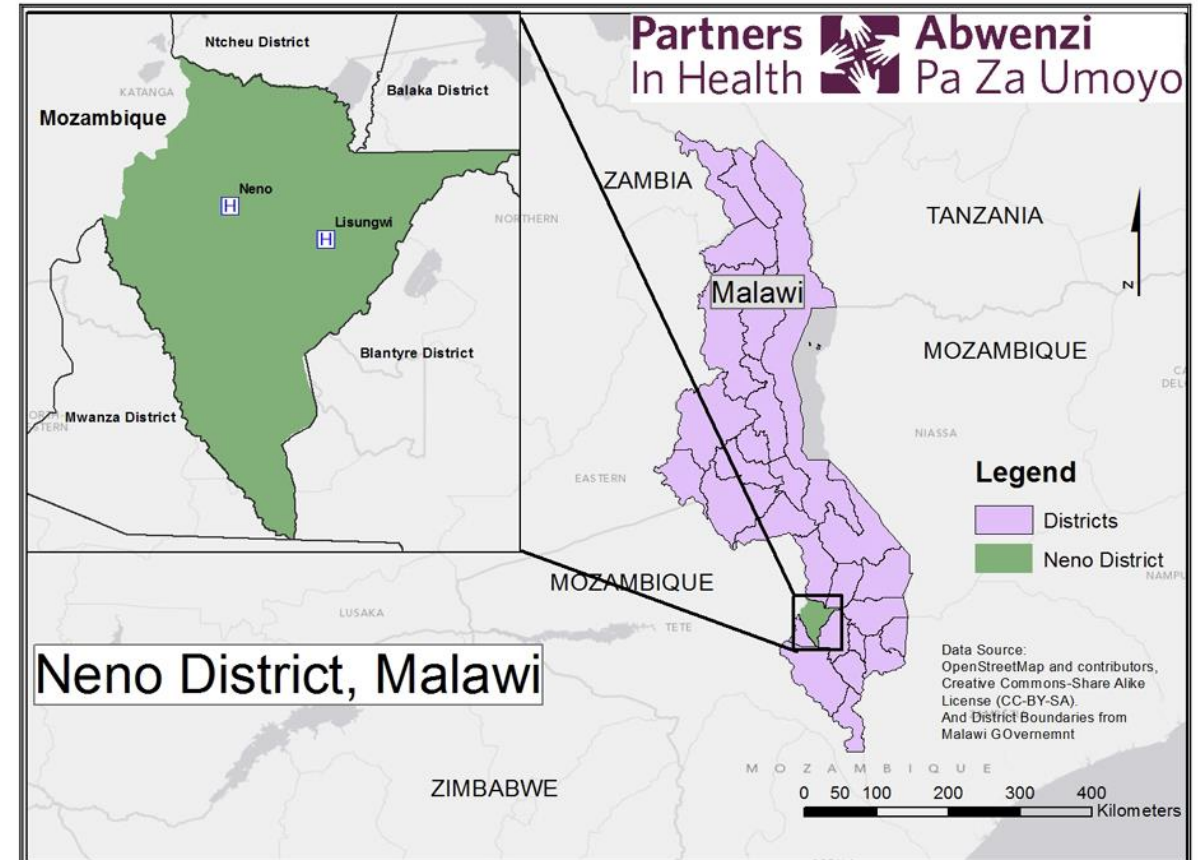 Partners
In Health
Abwenzi
Pa Za Umoyo
Ntcheu District
Balaka District
KATANGA
Mozambique
Neno
H
Lisungwi
H
Blantyre District
Mwanza District
NORTHERN
ZAMBIA
TANZANIA
N
Malawi
MOZAMBIQUE
NIASSA
EASTERN
Legend
Districts
Neno District
MOZAMBIQUE
LUSAKA
TETE
Neno District, Malawi
Data Source:
OpenStreetMap and contributors,
Creative Commons-Share Alike
License (CC-BY-SA).
And District Boundaries from
Malawi GOvernemnt
MOZAMBIQUE
ZIMBABWE
0 50 100 200 300 400
Kilometers